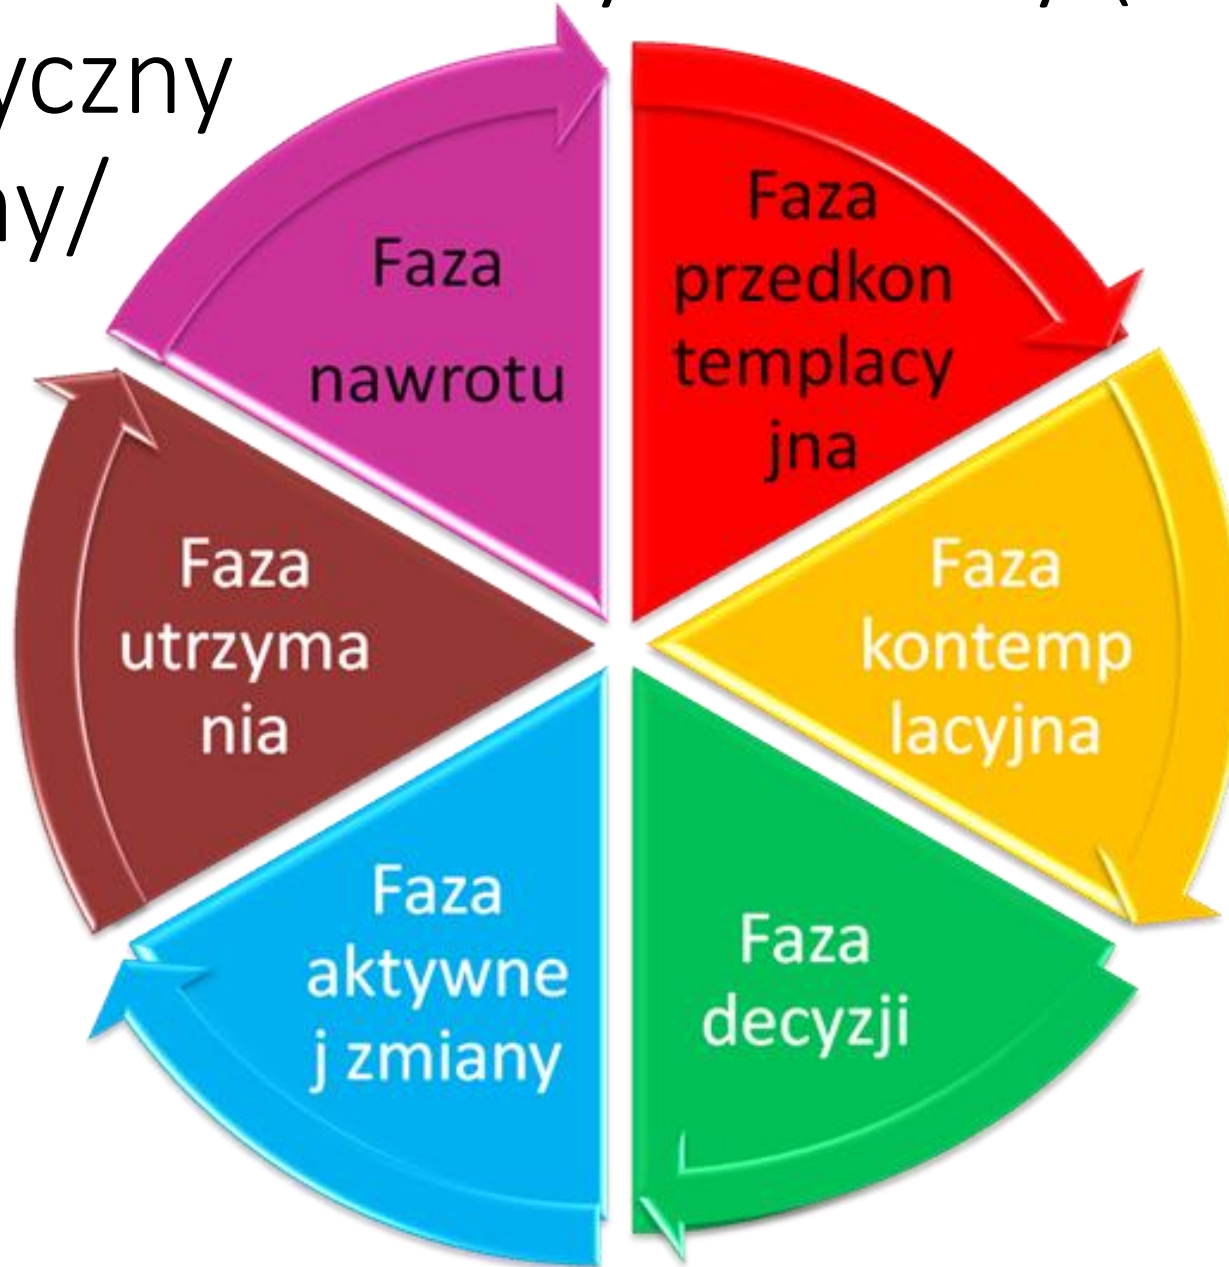 yczny
ny/
Faza
przedkon
templacy
jna
Faza
kontemp
lacyjna
Faza
decyzji
Faza
aktywne
j zmiany
Faza
utrzyma
nia
Faza
nawrotu